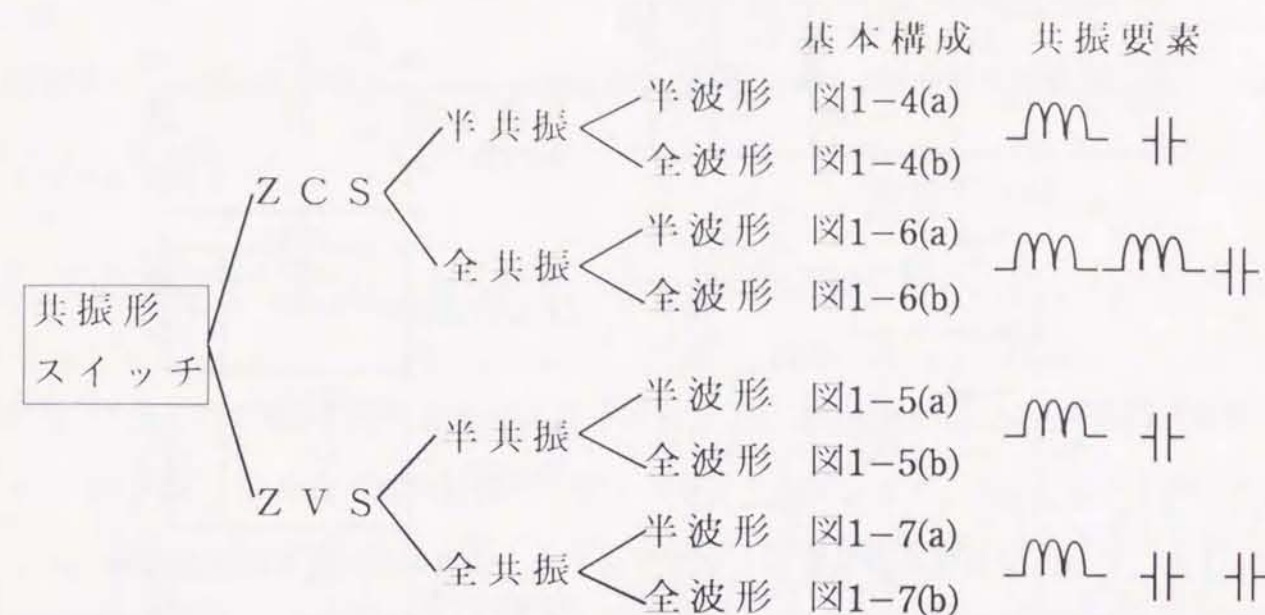 基本構成 共振要素
半波形 図1-4(a)
半共振
全波形 図1-4(b)
ZCS
半波形 図1-6(a)
全共振
全波形 図1-6(b)
共振形
スイッチ
半波形 図1-5(a)
半共振
全波形 図1-5(b)
ZVS
半波形 図1-7(a)
全共振
全波形 図1-7(b)